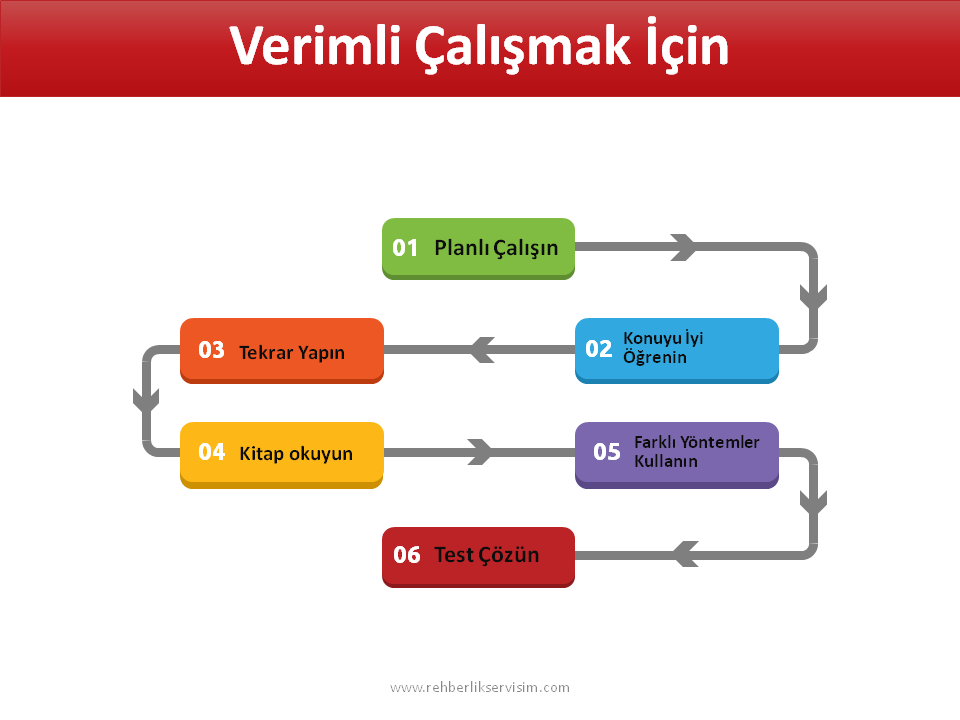 Verimli Çalışmak İçin
01 Planlı Çalışın
02 Konuyu İyi
Öğrenin
03 Tekrar Yapın
04 Kitap okuyun
05 Farklı Yöntemler
Kullanın
06 Test Çözün
www.rehberlikservisim.com